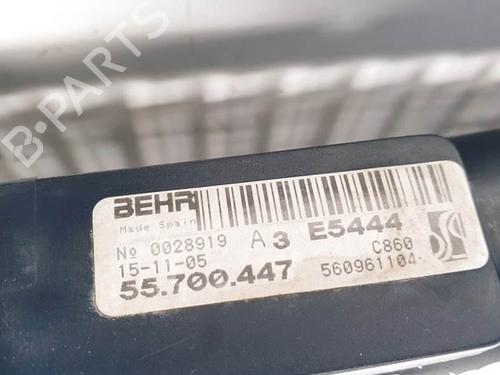 B-PARTS
BEHR
Made Spain
E5444
Nº 0028919 A 3
C860
15-11-05
560961104
55.700.447